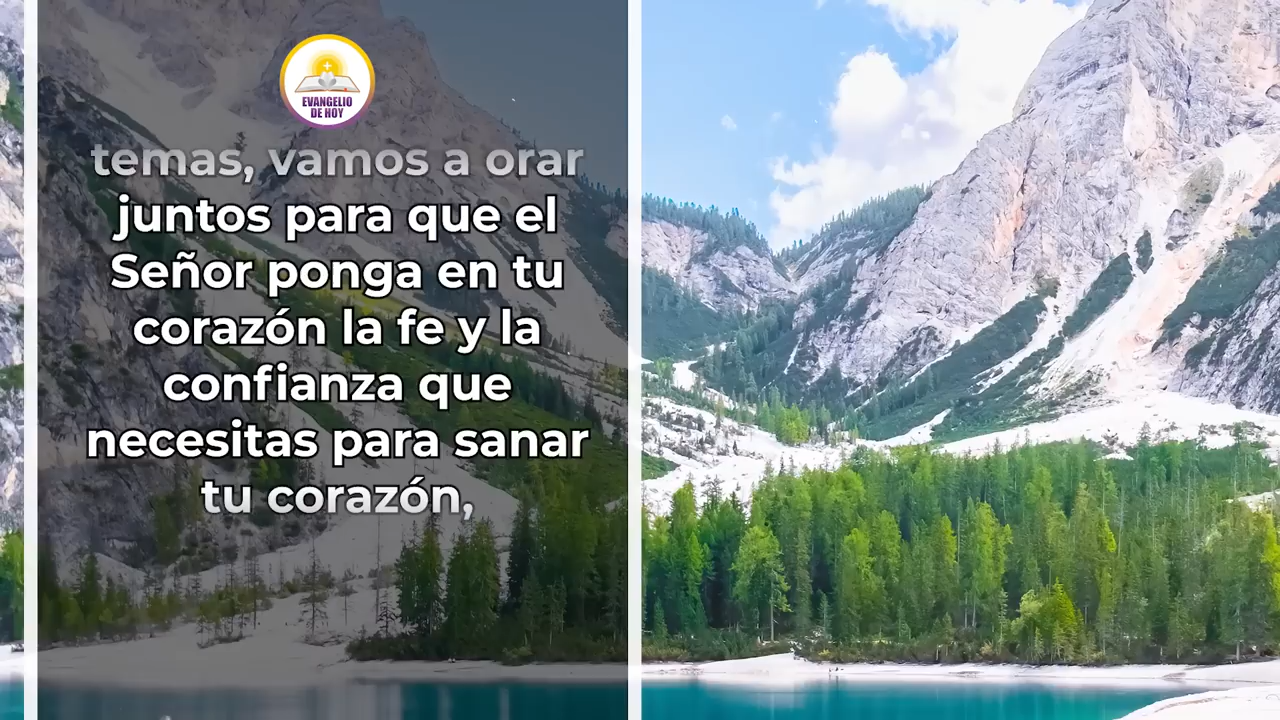 EVANGELIO
DE HOY
temas, vamos a orar
juntos para que el
Señor ponga en tu
corazón la fe y la
confianza que
necesitas para sanar
tu corazón,